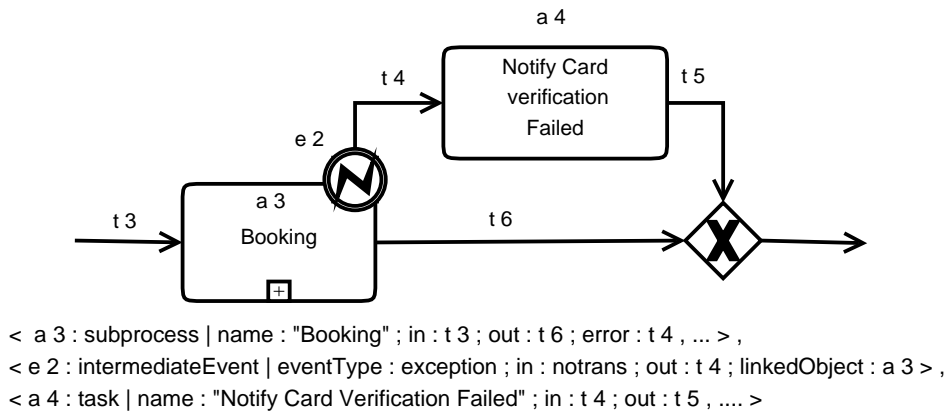 a 4
Notify Card
verification
Failed
t 4
t 5
e 2
a 3
Booking
t 3
t 6
X
+
< a 3 : subprocess | name : "Booking" ; in : t 3 ; out : t 6 ; error : t 4 , ... > ,
< e 2 : intermediateEvent | eventType : exception ; in : notrans ; out : t 4 ; linkedObject : a 3 > ,
< a 4 : task | name : "Notify Card Verification Failed" ; in : t 4 ; out : t 5 , .... >